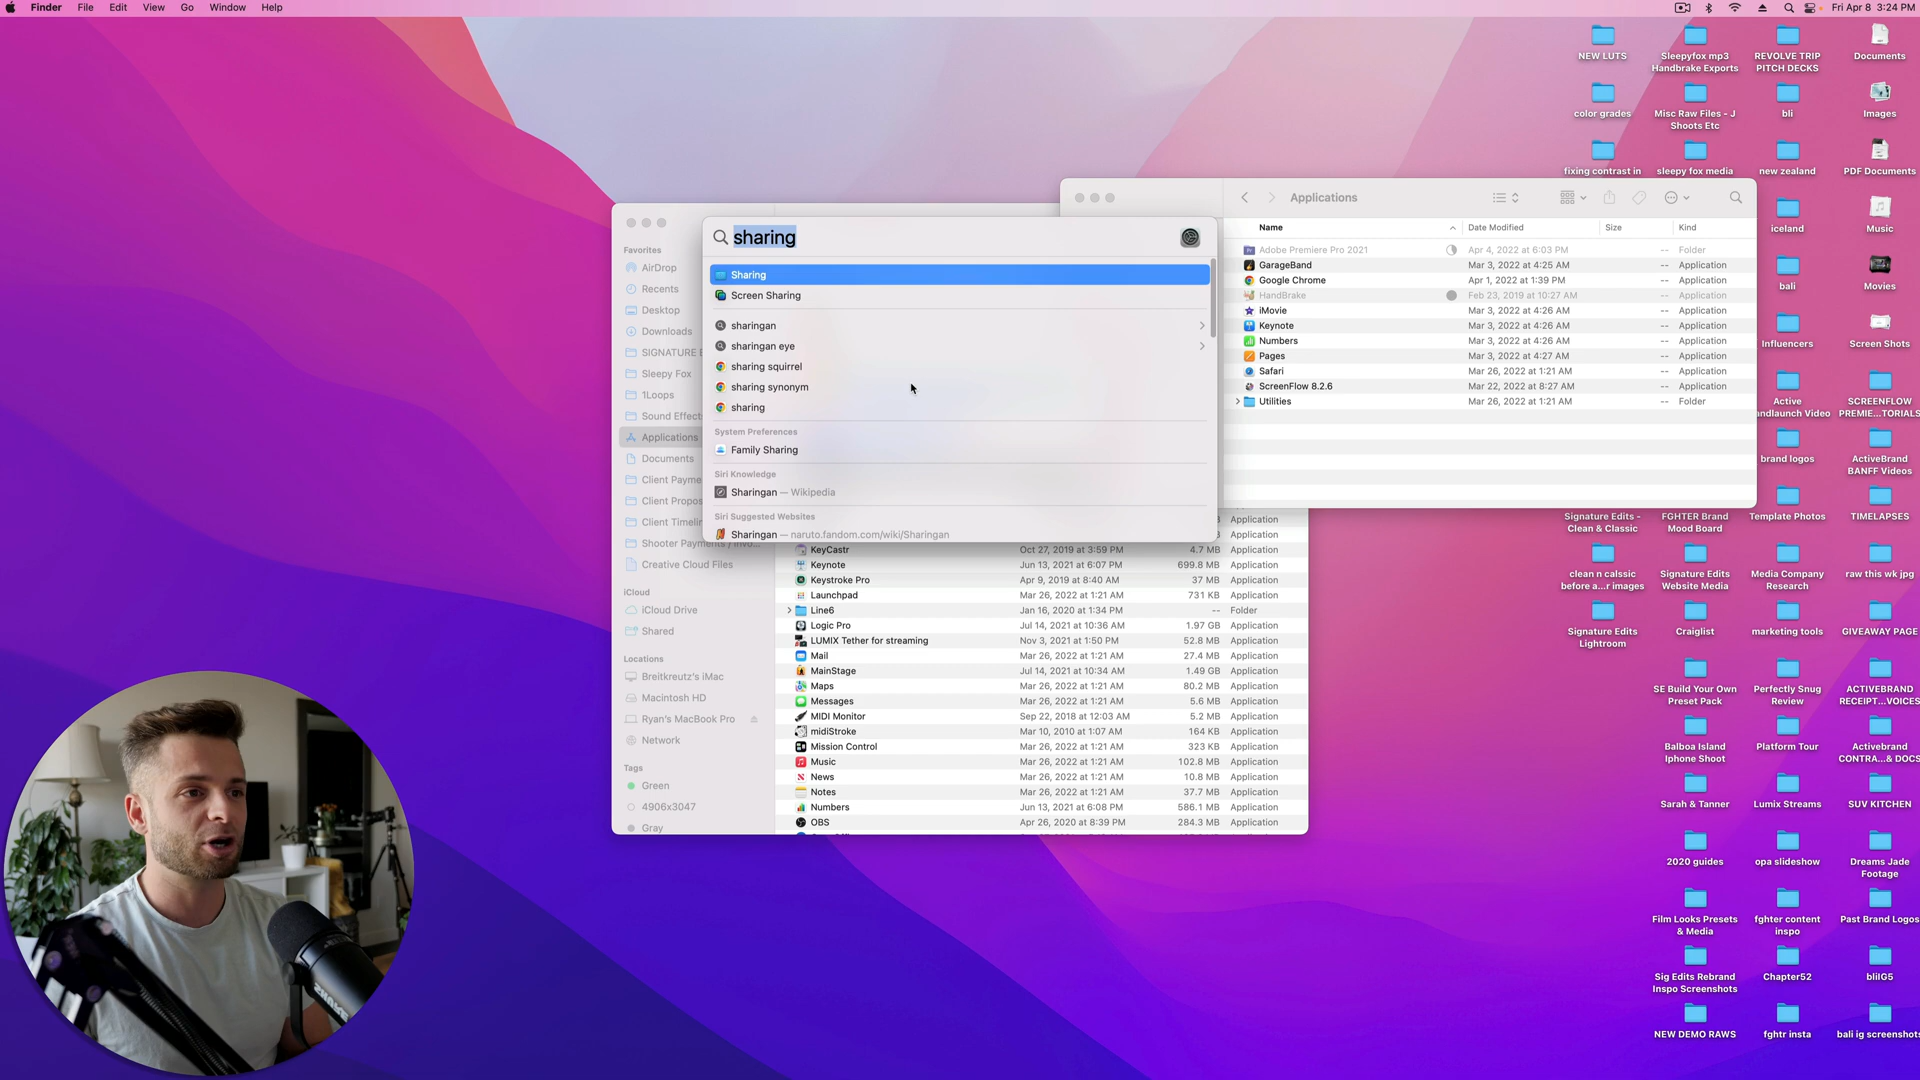 Finder File Edit View Go Window Help
Fri Apr 8 3:24 PM
NEW LUTS
Sleepyfox mp3
Handbrake Exports
REVOLVE TRIP
PITCH DECKS
Documents
color grades
Misc Raw Files - J
Shoots Etc
bli
Images
fixing contrast in
sleepy fox media
new zealand
PDF Documents
iceland
Music
bali
Movies
Influencers
Screen Shots
Active
andlaunch Video
SCREENFLOW
PREMIE...TORIALS
brand logos
ActiveBrand
BANFF Videos
Signature Edits -
Clean & Classic
FGHTER Brand
Mood Board
Template Photos
TIMELAPSES
clean n calssic
before a...r images
Signature Edits
Website Media
Media Company
Research
raw this wk jpg
Signature Edits
Lightroom
Craiglist
marketing tools
GIVEAWAY PAGE
SE Build Your Own
Preset Pack
Perfectly Snug
Review
ACTIVEBRAND
RECEIPT...VOICES
Balboa Island
Iphone Shoot
Platform Tour
Activebrand
CONTRA...& DOCS
Sarah & Tanner
Lumix Streams
SUV KITCHEN
2020 guides
opa slideshow
Dreams Jade
Footage
Film Looks Presets
& Media
fghter content
inspo
Past Brand Logos
Sig Edits Rebrand
Inspo Screenshots
Chapter52
bliIG5
NEW DEMO RAWS
fghtr insta
bali ig screenshots
Applications
Name Date Modified Size Kind
Adobe Premiere Pro 2021 Apr 4, 2022 at 6:03 PM -- Folder
GarageBand Mar 3, 2022 at 4:25 AM -- Application
Google Chrome Apr 1, 2022 at 1:39 PM -- Application
HandBrake Feb 23, 2019 at 10:27 AM -- Application
iMovie Mar 3, 2022 at 4:26 AM -- Application
Keynote Mar 3, 2022 at 4:26 AM -- Application
Numbers Mar 3, 2022 at 4:26 AM -- Application
Pages Mar 3, 2022 at 4:27 AM -- Application
Safari Mar 26, 2022 at 1:21 AM -- Application
ScreenFlow 8.2.6 Mar 22, 2022 at 8:27 AM -- Application
Utilities Mar 26, 2022 at 1:21 AM -- Folder
sharing
Sharing
Screen Sharing
sharingan
sharingan eye
sharing squirrel
sharing synonym
sharing
System Preferences
Family Sharing
Siri Knowledge
Sharingan — Wikipedia
Siri Suggested Websites
Sharingan — naruto.fandom.com/wiki/Sharingan
Favorites
AirDrop
Recents
Desktop
Downloads
SIGNATURE
Sleepy Fox
1Loops
Sound Effects
Applications
Documents
Client Payme
Client Propos
Client Timelin
Shooter Payments / Invo...
Creative Cloud Files
iCloud
iCloud Drive
Shared
Locations
Breitkreutz's iMac
Macintosh HD
Ryan's MacBook Pro
Network
Tags
Green
4906x3047
Gray
Application
Application
KeyCastr Oct 27, 2019 at 3:59 PM 4.7 MB Application
Keynote Jun 13, 2021 at 6:07 PM 699.8 MB Application
Keystroke Pro Apr 9, 2019 at 8:40 AM 37 MB Application
Launchpad Mar 26, 2022 at 1:21 AM 731 KB Application
Line6 Jan 16, 2020 at 1:34 PM -- Folder
Logic Pro Jul 14, 2021 at 10:36 AM 1.97 GB Application
LUMIX Tether for streaming Nov 3, 2021 at 1:50 PM 52.8 MB Application
Mail Mar 26, 2022 at 1:21 AM 27.4 MB Application
MainStage Jul 14, 2021 at 10:34 AM 1.49 GB Application
Maps Mar 26, 2022 at 1:21 AM 80.2 MB Application
Messages Mar 26, 2022 at 1:21 AM 5.6 MB Application
MIDI Monitor Sep 22, 2018 at 12:03 AM 5.2 MB Application
midiStroke Mar 10, 2010 at 1:07 AM 164 KB Application
Mission Control Mar 26, 2022 at 1:21 AM 323 KB Application
Music Mar 26, 2022 at 1:21 AM 102.8 MB Application
News Mar 26, 2022 at 1:21 AM 10.8 MB Application
Notes Mar 26, 2022 at 1:21 AM 37.7 MB Application
Numbers Jun 13, 2021 at 6:08 PM 586.1 MB Application
OBS Apr 26, 2020 at 8:39 PM 284.3 MB Application